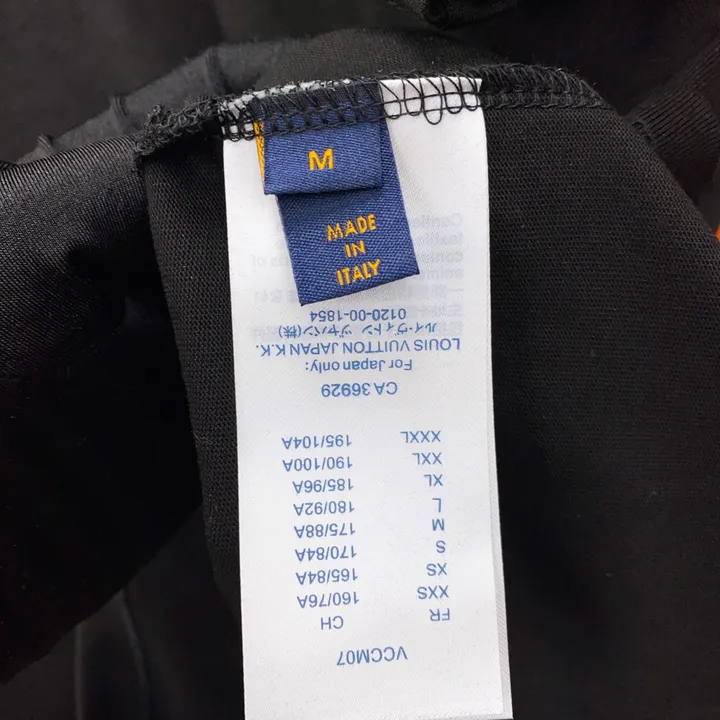 M
MADE
IN
ITALY
VCCM07
FR CH
XXS 160/76A
XS 165/84A
S 170/84A
M 175/88A
L 180/92A
XL 185/96A
XXL 190/100A
XXXL 195/104A
CA 36929
For Japan only:
LOUIS VUITTON JAPAN K.K.
ルイ・ヴィトン ジャパン(株)
0120-00-1854